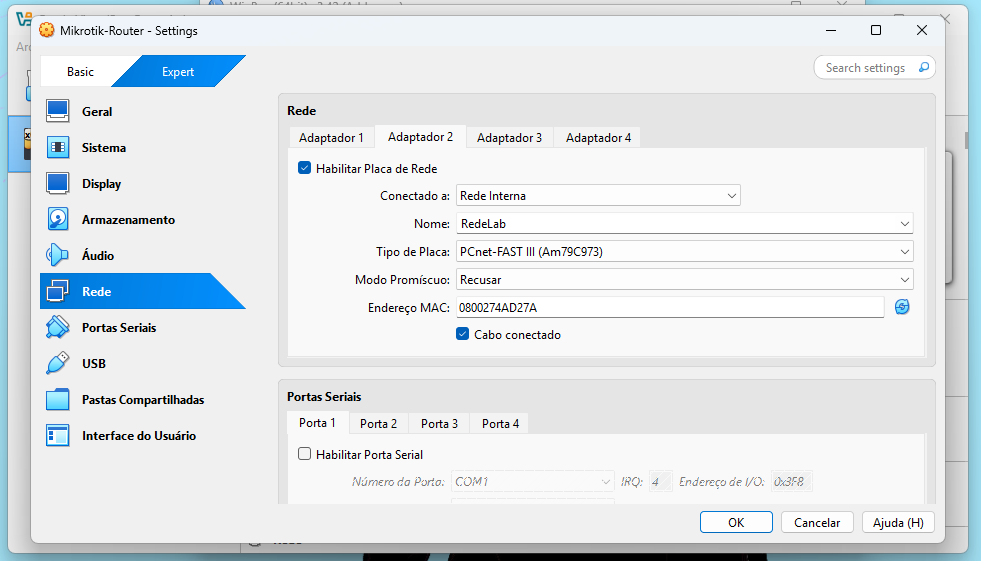 Mikrotik-Router - Settings
Basic
Expert
Search settings
Geral
Sistema
Display
Armazenamento
Áudio
Rede
Portas Seriais
USB
Pastas Compartilhadas
Interface do Usuário
Rede
Adaptador 1
Adaptador 2
Adaptador 3
Adaptador 4
Habilitar Placa de Rede
Conectado a: Rede Interna
Nome: RedeLab
Tipo de Placa: PCnet-FAST III (Am79C973)
Modo Promíscuo: Recusar
Endereço MAC: 0800274AD27A
Cabo conectado
Portas Seriais
Porta 1
Porta 2
Porta 3
Porta 4
Habilitar Porta Serial
Número da Porta: COM1 IRQ: 4 Endereço de I/O: 0x3F8
OK
Cancelar
Ajuda (H)